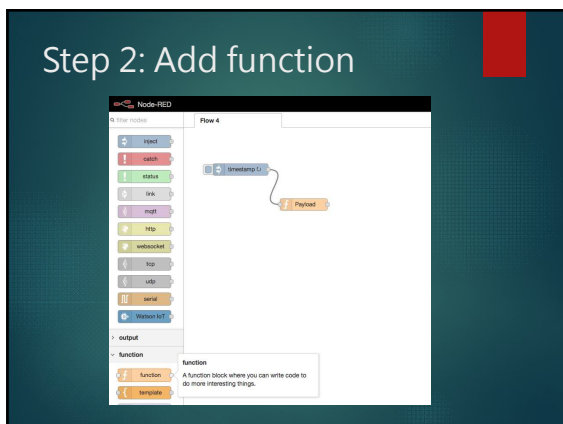 Step 2: Add function
Node-RED
filter nodes
Flow 4
inject
catch
status
link
mqtt
http
websocket
tcp
udp
serial
Watson IoT
timestamp ↻
Payload
output
function
function
template
function
A function block where you can write code to
do more interesting things.